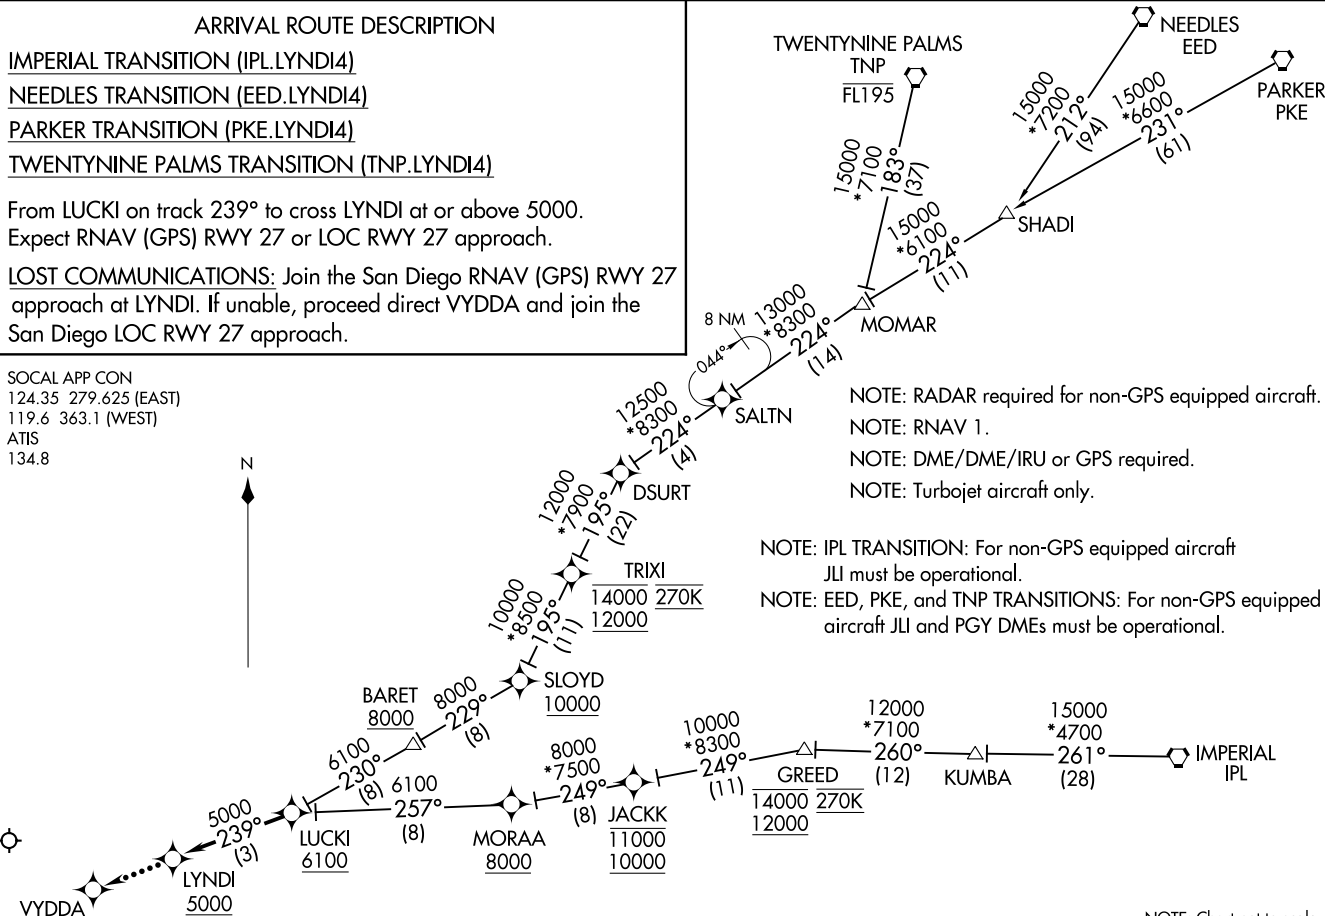 ARRIVAL ROUTE DESCRIPTION
IMPERIAL TRANSITION (IPL.LYNDI4)
NEEDLES TRANSITION (EED.LYNDI4)
PARKER TRANSITION (PKE.LYNDI4)
TWENTYNINE PALMS TRANSITION (TNP.LYNDI4)
From LUCKI on track 239° to cross LYNDI at or above 5000.
Expect RNAV (GPS) RWY 27 or LOC RWY 27 approach.
LOST COMMUNICATIONS: Join the San Diego RNAV (GPS) RWY 27
approach at LYNDI. If unable, proceed direct VYDDA and join the
San Diego LOC RWY 27 approach.
SOCAL APP CON
124.35 279.625 (EAST)
119.6 363.1 (WEST)
ATIS
134.8
N
TWENTYNINE PALMS
TNP
FL195
NEEDLES
EED
PARKER
PKE
15000
*7200
212°
(94)
15000
*6600
231°
(61)
15000
*7100
183°
(37)
SHADI
15000
*6100
224°
(11)
MOMAR
8 NM
044°
13000
*8300
224°
(14)
SALTN
12500
*8300
224°
(4)
DSURT
12000
*7900
195°
(22)
TRIXI
14000 270K
12000
10000
*8500
195°
(11)
SLOYD
10000
8000
229°
(8)
BARET
8000
6100
230°
(8)
NOTE: RADAR required for non-GPS equipped aircraft.
NOTE: RNAV 1.
NOTE: DME/DME/IRU or GPS required.
NOTE: Turbojet aircraft only.
NOTE: IPL TRANSITION: For non-GPS equipped aircraft
JLI must be operational.
NOTE: EED, PKE, and TNP TRANSITIONS: For non-GPS equipped
aircraft JLI and PGY DMEs must be operational.
IMPERIAL
IPL
15000
*4700
261°
(28)
KUMBA
12000
*7100
260°
(12)
GREED
14000 270K
12000
10000
*8300
249°
(11)
JACKK
11000
10000
8000
*7500
249°
(8)
MORAA
8000
6100
257°
(8)
LUCKI
6100
5000
239°
(3)
LYNDI
5000
VYDDA